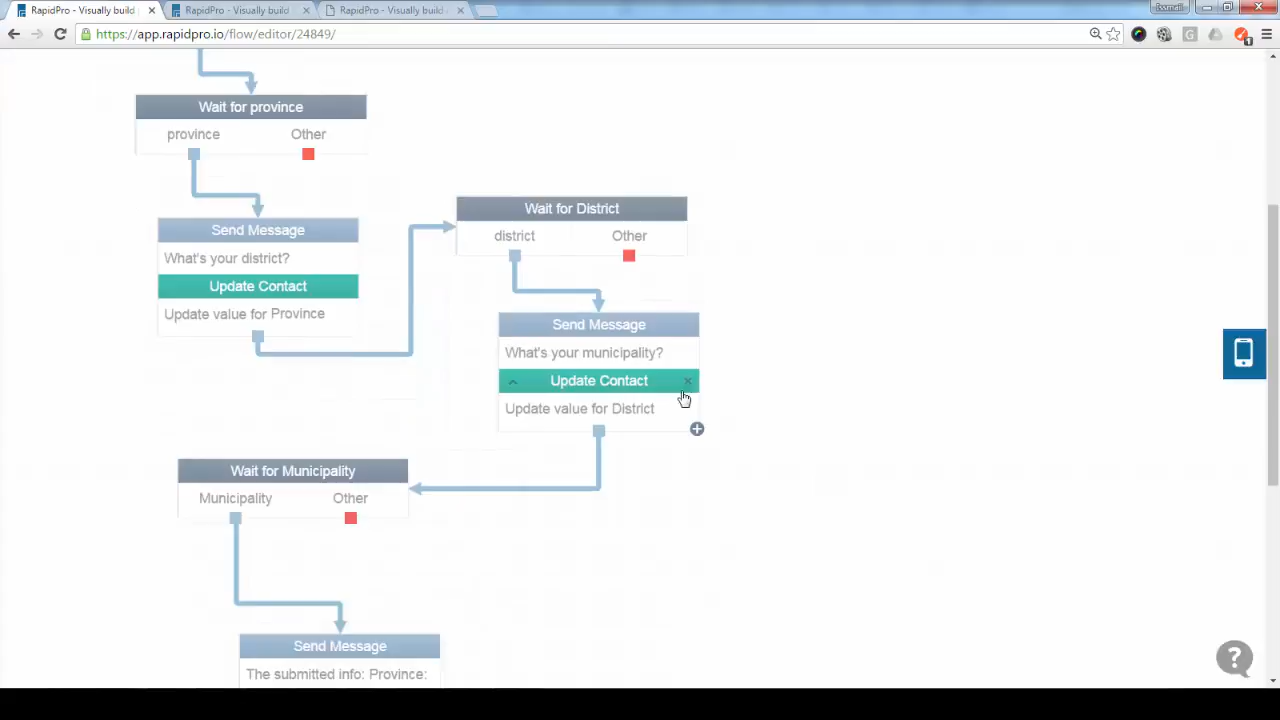 RapidPro - Visually build
RapidPro - Visually build
RapidPro - Visually build
Issmail
https://app.rapidpro.io/flow/editor/24849/
1
Wait for province
province
Other
Send Message
What's your district?
Update Contact
Update value for Province
Wait for District
district
Other
Send Message
What's your municipality?
Update Contact
Update value for District
Wait for Municipality
Municipality
Other
Send Message
The submitted info: Province: